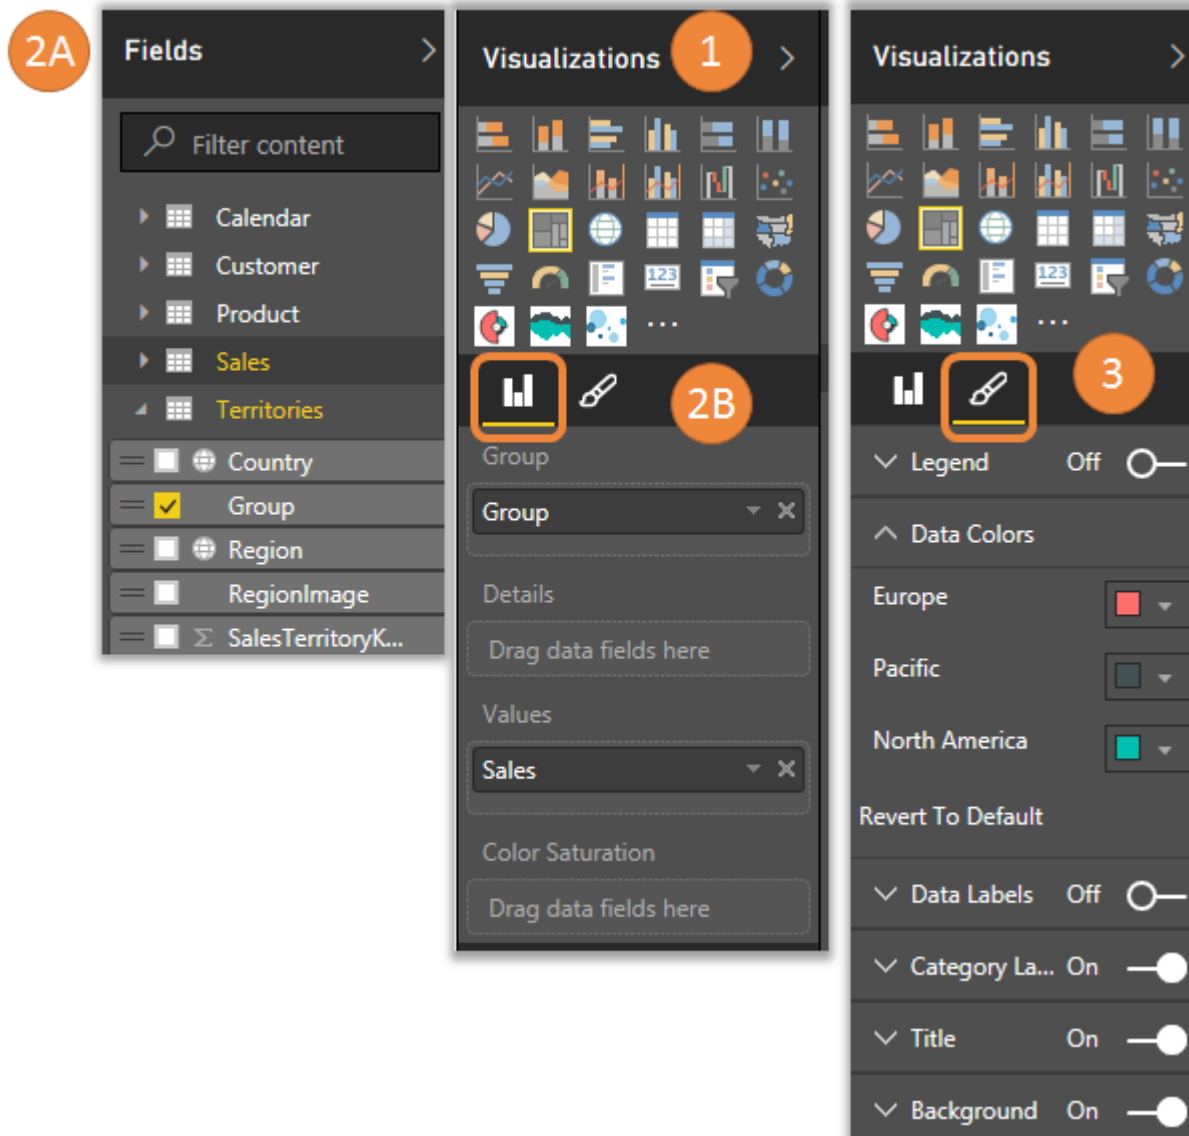 2A
Fields
Filter content
Calendar
Customer
Product
Sales
Territories
Country
Group
Region
RegionImage
Σ SalesTerritoryK...
Visualizations 1
123
...
2B
Group
Group
Details
Drag data fields here
Values
Sales
Color Saturation
Drag data fields here
Visualizations
123
...
3
Legend Off
Data Colors
Europe
Pacific
North America
Revert To Default
Data Labels Off
Category La... On
Title On
Background On